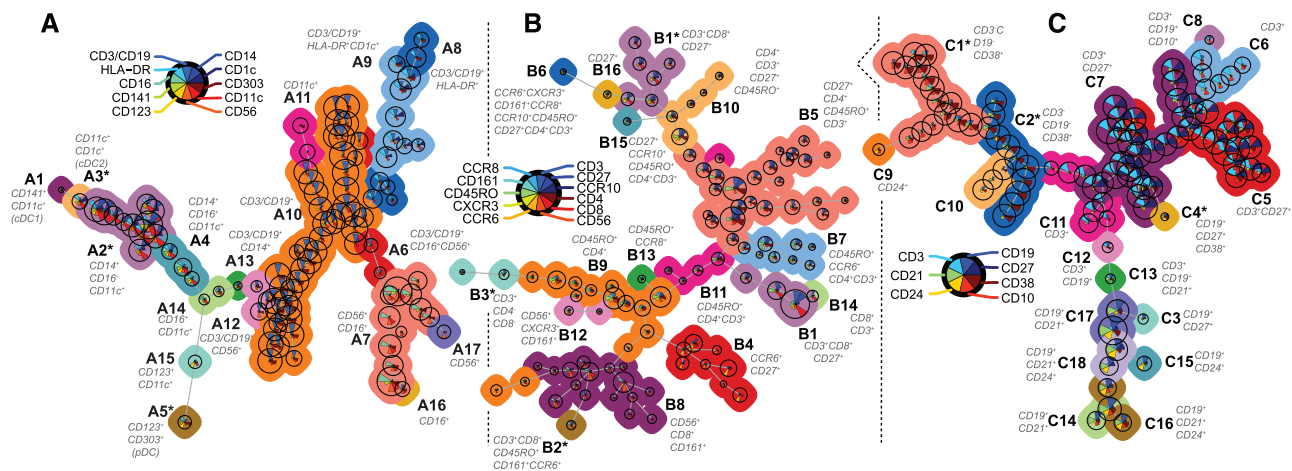 A
CD3/CD19
HLA-DR
CD16
CD141
CD123
CD14
CD1c
CD303
CD11c
CD56
CD3/CD19+
HLA-DR+CD1c+
A9
A8
CD3/CD19+
HLA-DR+
CD11c+
A11
CD11c+
CD1c+
(cDC2)
A3*
A1
CD141+
CD11c+
(cDC1)
A2*
CD14+
CD16-
CD11c+
CD14+
CD16+
CD11c+
A4
CD3/CD19+
A10
CD3/CD19+
CD14+
A13
A14
CD16+
CD11c+
A12
CD3/CD19
CD56+
A15
CD123+
CD11c+
A5*
CD123+
CD303+
(pDC)
A6
CD3/CD19+
CD16+CD56+
CD56+
CD16+
A7
A17
CD56+
A16
CD16+
B
B1*
CD3+CD8+
CD27+
B6
CD27+
B16
CCR6+CXCR3+
CD161+CCR8+
CCR10+CD45RO+
CD27+CD4+CD3+
B15
CD4+
CD3+
CD27+
CD45RO+
B10
CD27+
CCR10+
CD45RO+
CD4+CD3+
CD27+
CD4+
CD45RO+
CD3+
B5
CCR8
CD161
CD45RO
CXCR3
CCR6
CD3
CD27
CCR10
CD4
CD8
CD56
B7
CD45RO+
CCR6+
CD4+CD3+
CD45RO+
CCR8+
B13
CD45RO+
CD4+
B9
B3*
CD3+
CD4-
CD8-
CD56+
CXCR3+
CD161+
B12
B11
CD45RO+
CD4+CD3+
B14
CD8+
CD3+
B1
CD3+CD8+
CD27+
B4
CCR6+
CD27+
B8
CD56+
CD8+
CD161+
B2*
CD3+CD8+
CD45RO+
CD161+CCR6+
C
C1*
CD3-C
D19-
CD38+
C9
CD24+
C2*
CD3-
CD19-
CD38+
C10
CD3+
CD27+
C7
CD3+
CD19+
CD10+
C8
C6
CD3+
C5
CD3+CD27+
C4*
CD19+
CD27+
CD38+
C11
CD3+
C12
CD3+
CD19+
C13
CD3+
CD19+
CD21+
CD3
CD21
CD24
CD19
CD27
CD38
CD10
CD19+
CD21+
C17
C3
CD19+
CD27+
C18
CD19+
CD21+
CD24+
C15
CD19+
CD24+
CD19+
CD21+
C14
C16
CD19+
CD21+
CD24+